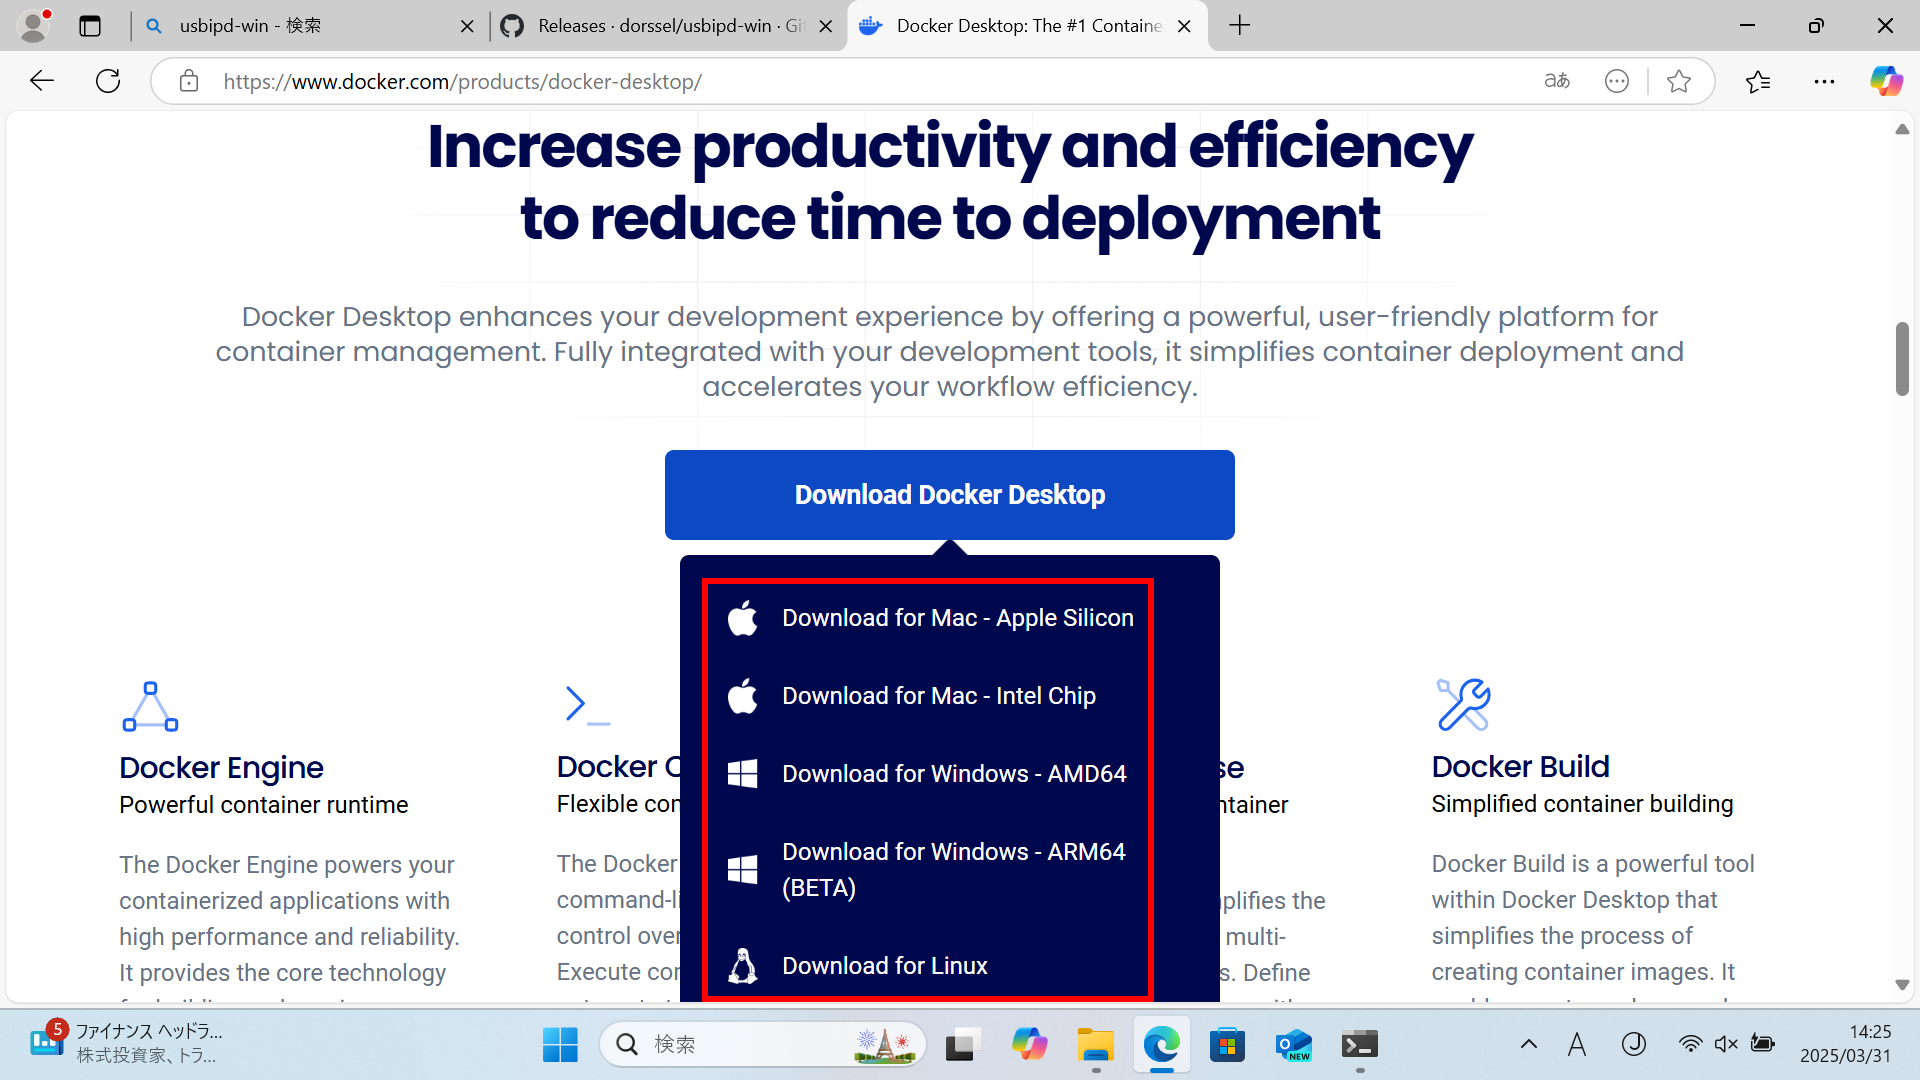 usbipd-win - 検索
Releases · dorssel/usbipd-win · Git
Docker Desktop: The #1 Containe
https://www.docker.com/products/docker-desktop/
aあ
Increase productivity and efficiency
to reduce time to deployment
Docker Desktop enhances your development experience by offering a powerful, user-friendly platform for
container management. Fully integrated with your development tools, it simplifies container deployment and
accelerates your workflow efficiency.
Download Docker Desktop
Download for Mac - Apple Silicon
Download for Mac - Intel Chip
Download for Windows - AMD64
Download for Windows - ARM64
(BETA)
Download for Linux
Docker Engine
Powerful container runtime
The Docker Engine powers your
containerized applications with
high performance and reliability.
It provides the core technology
Docker C
Flexible con
The Docker
command-li
control over
Execute con
se
ntainer
plifies the
multi-
s. Define
Docker Build
Simplified container building
Docker Build is a powerful tool
within Docker Desktop that
simplifies the process of
creating container images. It
5
ファイナンス ヘッドラ...
株式投資家、トラ...
検索
NEW
A
J
14:25
2025/03/31